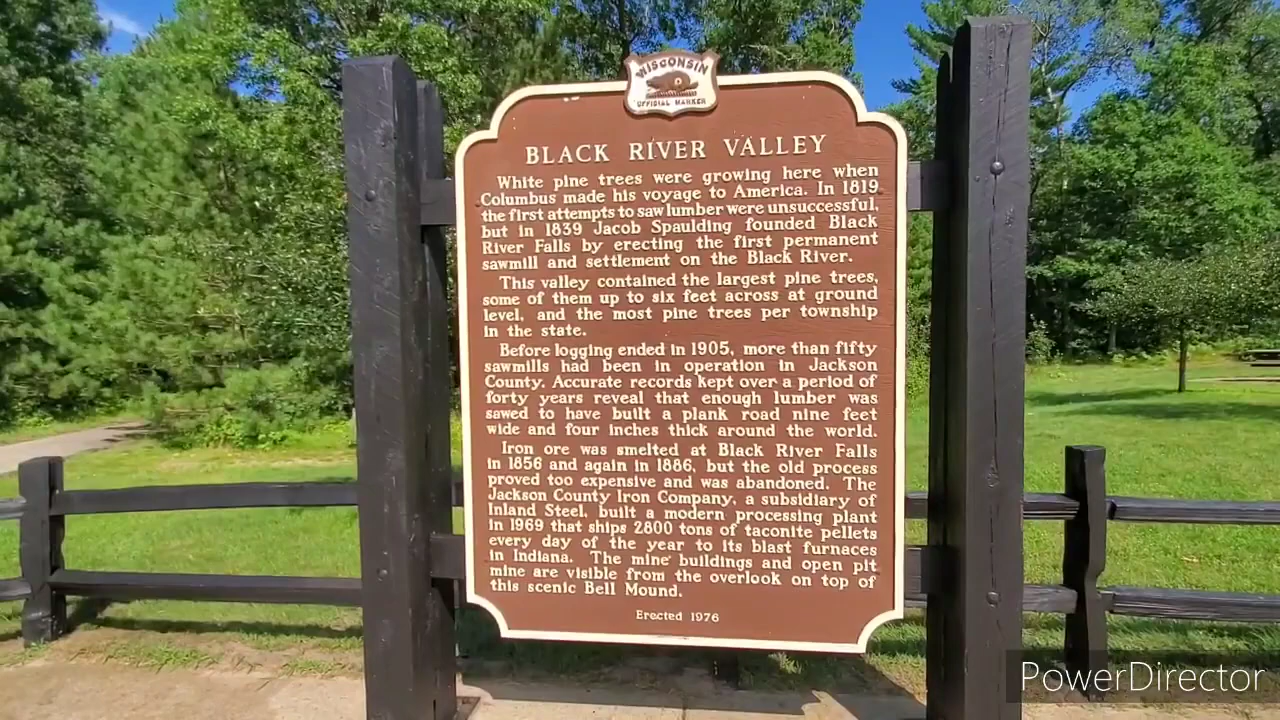 WISCONSIN
OFFICIAL MARKER
BLACK RIVER VALLEY
White pine trees were growing here when
Columbus made his voyage to America. In 1819
the first attempts to saw lumber were unsuccessful,
but in 1839 Jacob Spaulding founded Black
River Falls by erecting the first permanent
sawmill and settlement on the Black River.
This valley contained the largest pine trees,
some of them up to six feet across at ground
level, and the most pine trees per township
in the state.
Before logging ended in 1905, more than fifty
sawmills had been in operation in Jackson
County. Accurate records kept over a period of
forty years reveal that enough lumber was
sawed to have built a plank road nine feet
wide and four inches thick around the world.
Iron ore was smelted at Black River Falls
in 1856 and again in 1886, but the old process
proved too expensive and was abandoned. The
Jackson County Iron Company, a subsidiary of
Inland Steel, built a modern processing plant
in 1969 that ships 2800 tons of taconite pellets
every day of the year to its blast furnaces
in Indiana. The mine buildings and open pit
mine are visible from the overlook on top of
this scenic Bell Mound.
Erected 1976
PowerDirector